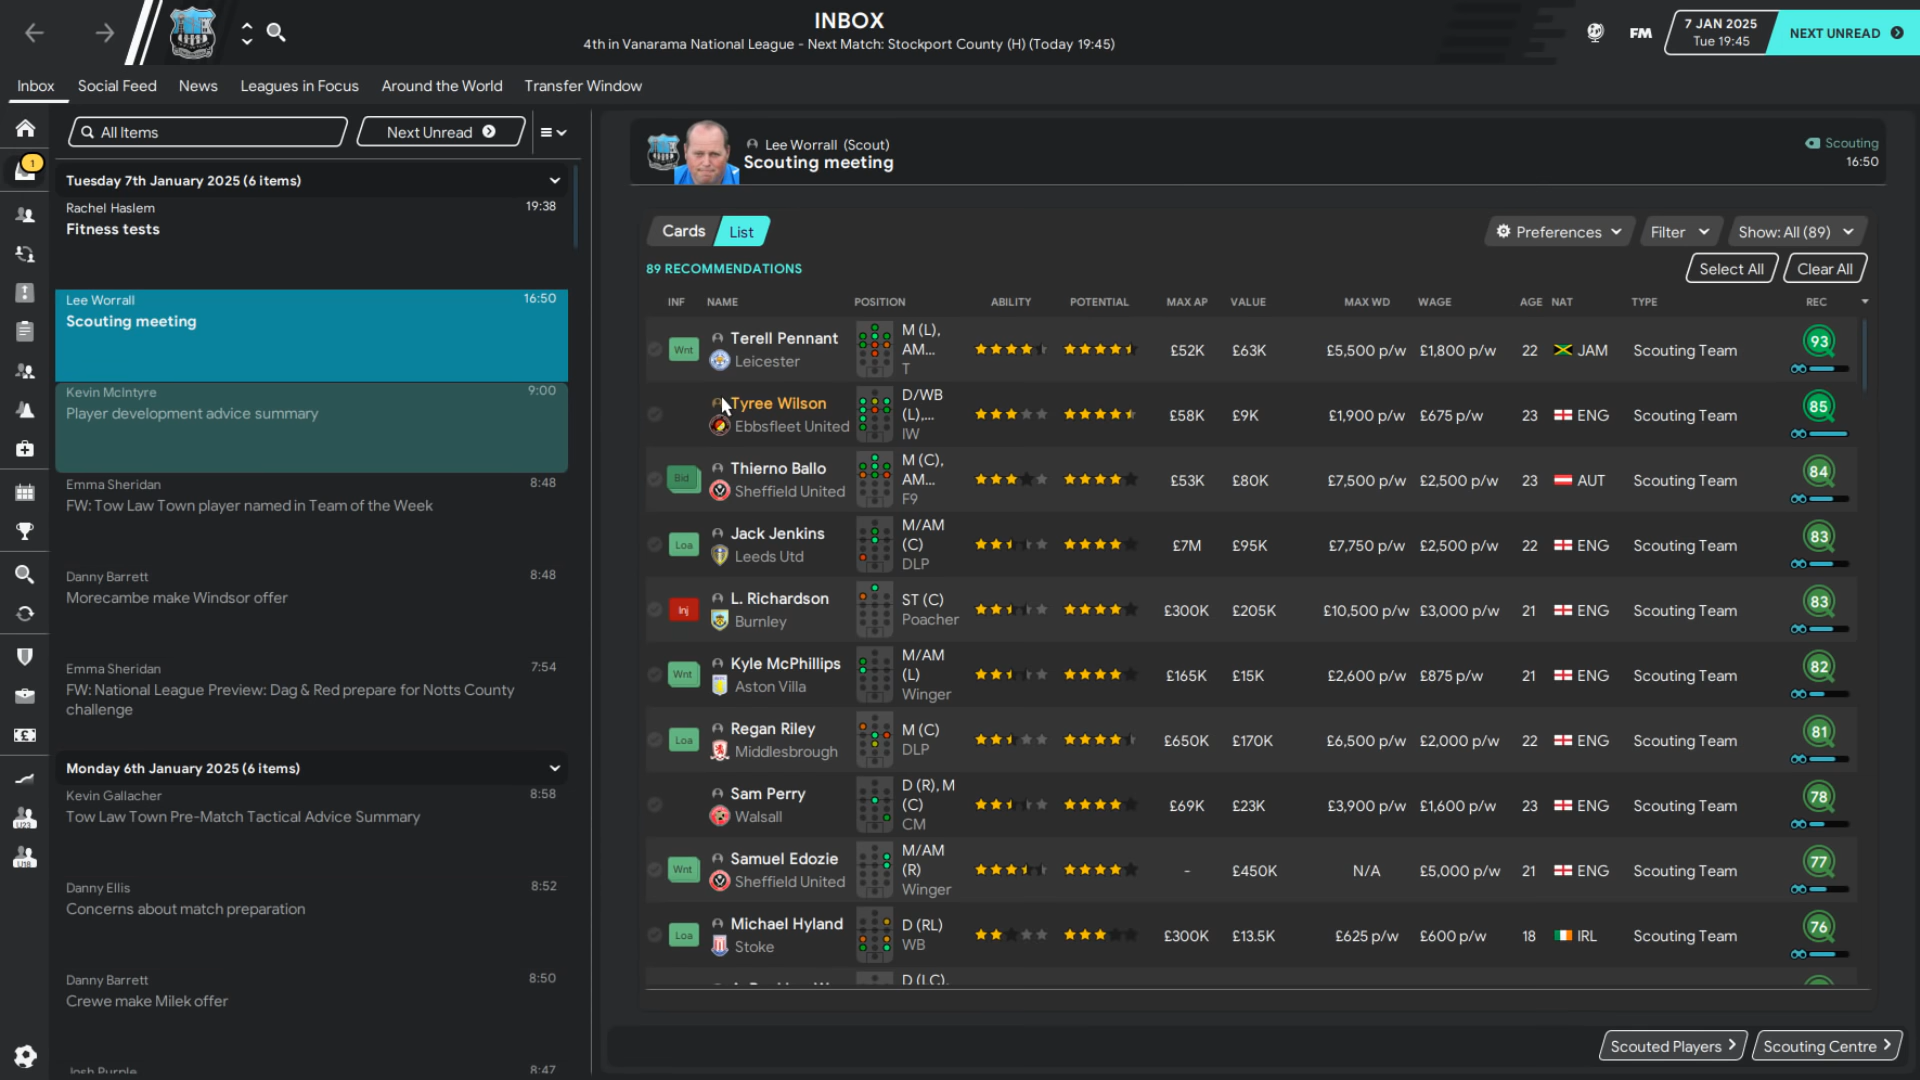 INBOX
4th in Vanarama National League - Next Match: Stockport County (H) (Today 19:45)
FM
7 JAN 2025
Tue 19:45
NEXT UNREAD
Inbox Social Feed News Leagues in Focus Around the World Transfer Window
All Items
Next Unread
1
Tuesday 7th January 2025 (6 items)
Rachel Haslem 19:38
Fitness tests
Lee Worrall 16:50
Scouting meeting
Kevin McIntyre 9:00
Player development advice summary
Emma Sheridan 8:48
FW: Tow Law Town player named in Team of the Week
Danny Barrett 8:48
Morecambe make Windsor offer
Emma Sheridan 7:54
FW: National League Preview: Dag & Red prepare for Notts County
challenge
Monday 6th January 2025 (6 items)
Kevin Gallacher 8:58
Tow Law Town Pre-Match Tactical Advice Summary
Danny Ellis 8:52
Concerns about match preparation
Danny Barrett 8:50
Crewe make Milek offer
Josh Purple 8:47
U23
U18
Lee Worrall (Scout)
Scouting meeting
Scouting
16:50
Cards List
Preferences Filter Show: All (89)
89 RECOMMENDATIONS
Select All Clear All
INF NAME POSITION ABILITY POTENTIAL MAX AP VALUE MAX WD WAGE AGE NAT TYPE REC
Wnt Terell Pennant Leicester M (L), AM... T £52K £63K £5,500 p/w £1,800 p/w 22 JAM Scouting Team 93
Tyree Wilson Ebbsfleet United D/WB (L),... IW £58K £9K £1,900 p/w £675 p/w 23 ENG Scouting Team 85
Bid Thierno Ballo Sheffield United M (C), AM... F9 £53K £80K £7,500 p/w £2,500 p/w 23 AUT Scouting Team 84
Loa Jack Jenkins Leeds Utd M/AM (C) DLP £7M £95K £7,750 p/w £2,500 p/w 22 ENG Scouting Team 83
Inj L. Richardson Burnley ST (C) Poacher £300K £205K £10,500 p/w £3,000 p/w 21 ENG Scouting Team 83
Wnt Kyle McPhillips Aston Villa M/AM (L) Winger £165K £15K £2,600 p/w £875 p/w 21 ENG Scouting Team 82
Loa Regan Riley Middlesbrough M (C) DLP £650K £170K £6,500 p/w £2,000 p/w 22 ENG Scouting Team 81
Sam Perry Walsall D (R), M (C) CM £69K £23K £3,900 p/w £1,600 p/w 23 ENG Scouting Team 78
Wnt Samuel Edozie Sheffield United M/AM (R) Winger - £450K N/A £5,000 p/w 21 ENG Scouting Team 77
Loa Michael Hyland Stoke D (RL) WB £300K £13.5K £625 p/w £600 p/w 18 IRL Scouting Team 76
D (LC),
Scouted Players Scouting Centre